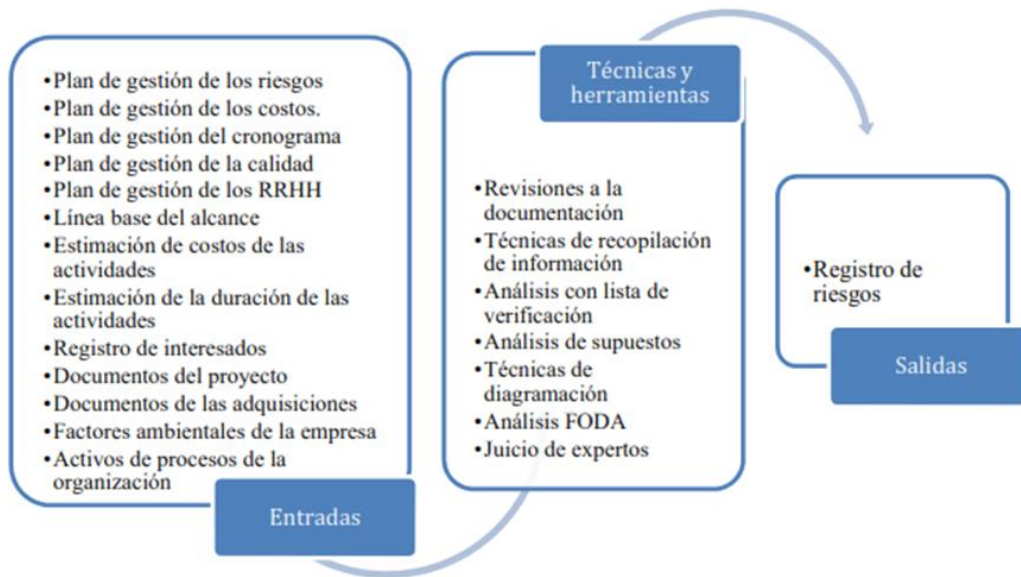 •Plan de gestión de los riesgos
•Plan de gestión de los costos.
•Plan de gestión del cronograma
•Plan de gestión de la calidad
•Plan de gestión de los RRHH
•Línea base del alcance
•Estimación de costos de las
actividades
•Estimación de la duración de las
actividades
•Registro de interesados
•Documentos del proyecto
•Documentos de las adquisiciones
•Factores ambientales de la empresa
•Activos de procesos de la
organización
Entradas
Técnicas y
herramientas
•Revisiones a la
documentación
•Técnicas de recopilación
de información
•Análisis con lista de
verificación
•Análisis de supuestos
•Técnicas de
diagramación
•Análisis FODA
•Juicio de expertos
•Registro de
riesgos
Salidas